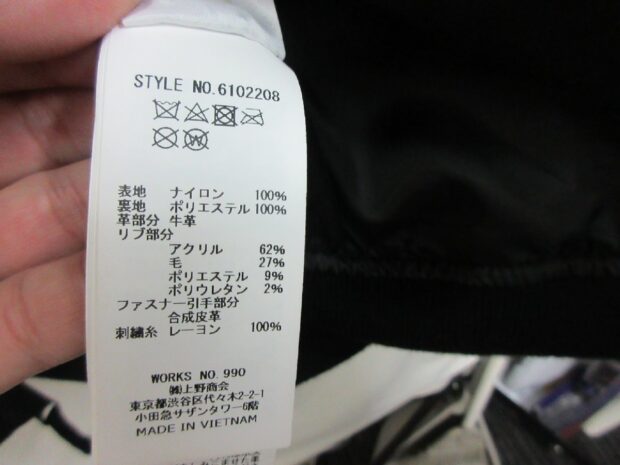 STYLE NO.6102208
表地 ナイロン 100%
裏地 ポリエステル 100%
革部分 牛革
リブ部分
アクリル 62%
毛 27%
ポリエステル 9%
ポリウレタン 2%
ファスナー引手部分
合成皮革
刺繍糸 レーヨン 100%
WORKS NO.990
㈱上野商会
東京都渋谷区代々木2-2-1
小田急サザンタワー6階
MADE IN VIETNAM